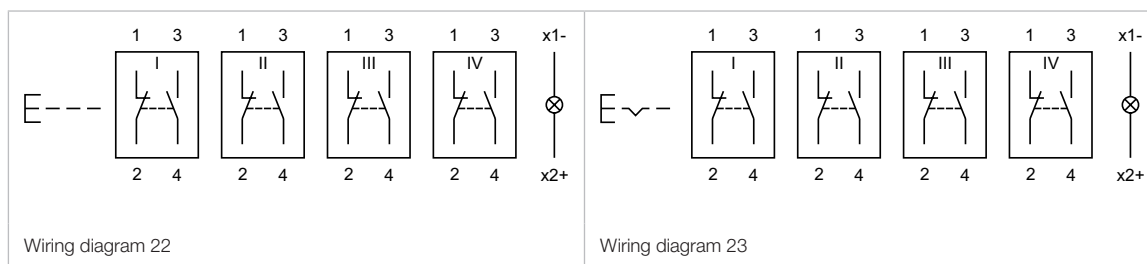 1 3 1 3 1 3 1 3 x1-
I II III IV
2 4 2 4 2 4 2 4 x2+
Wiring diagram 22
1 3 1 3 1 3 1 3 x1-
I II III IV
2 4 2 4 2 4 2 4 x2+
Wiring diagram 23